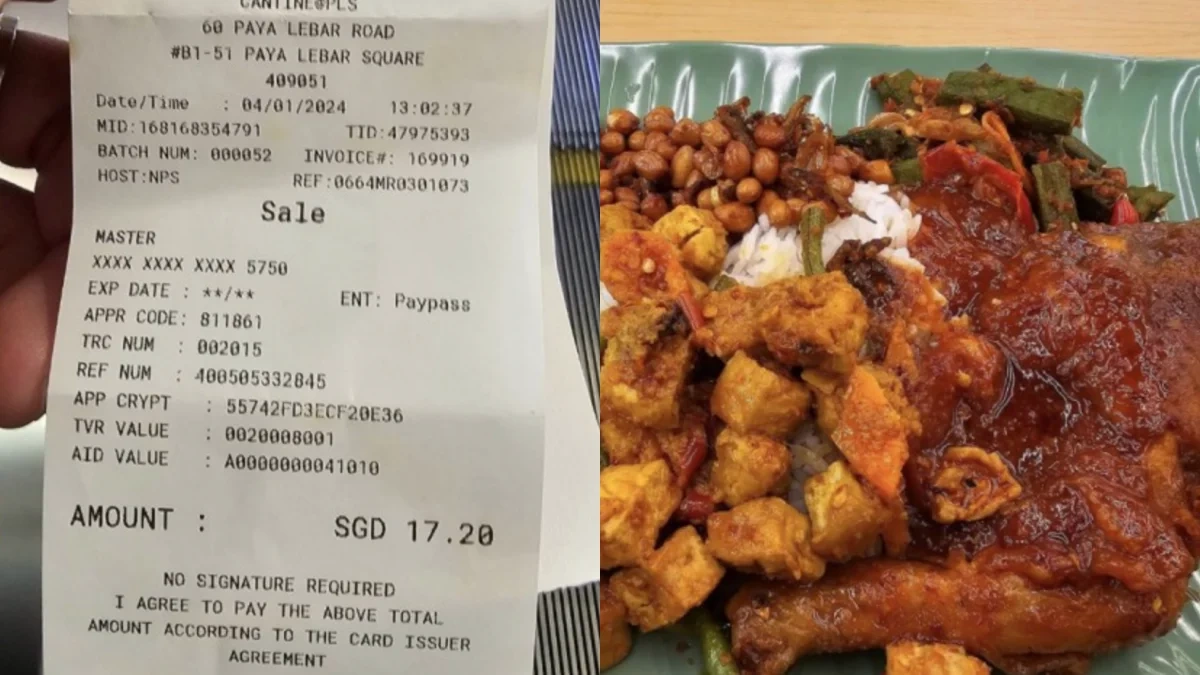 CANTINE@PLS
60 PAYA LEBAR ROAD
#B1-51 PAYA LEBAR SQUARE
409051
Date/Time : 04/01/2024 13:02:37
MID:168168354791 TID:47975393
BATCH NUM: 000052 INVOICE#: 169919
HOST:NPS REF:0664MR0301073
Sale
MASTER
XXXX XXXX XXXX 5750
EXP DATE : **/** ENT: Paypass
APPR CODE: 811861
TRC NUM : 002015
REF NUM : 400505332845
APP CRYPT : 55742FD3ECF20E36
TVR VALUE : 0020008001
AID VALUE : A0000000041010
AMOUNT : SGD 17.20
NO SIGNATURE REQUIRED
I AGREE TO PAY THE ABOVE TOTAL
AMOUNT ACCORDING TO THE CARD ISSUER
AGREEMENT